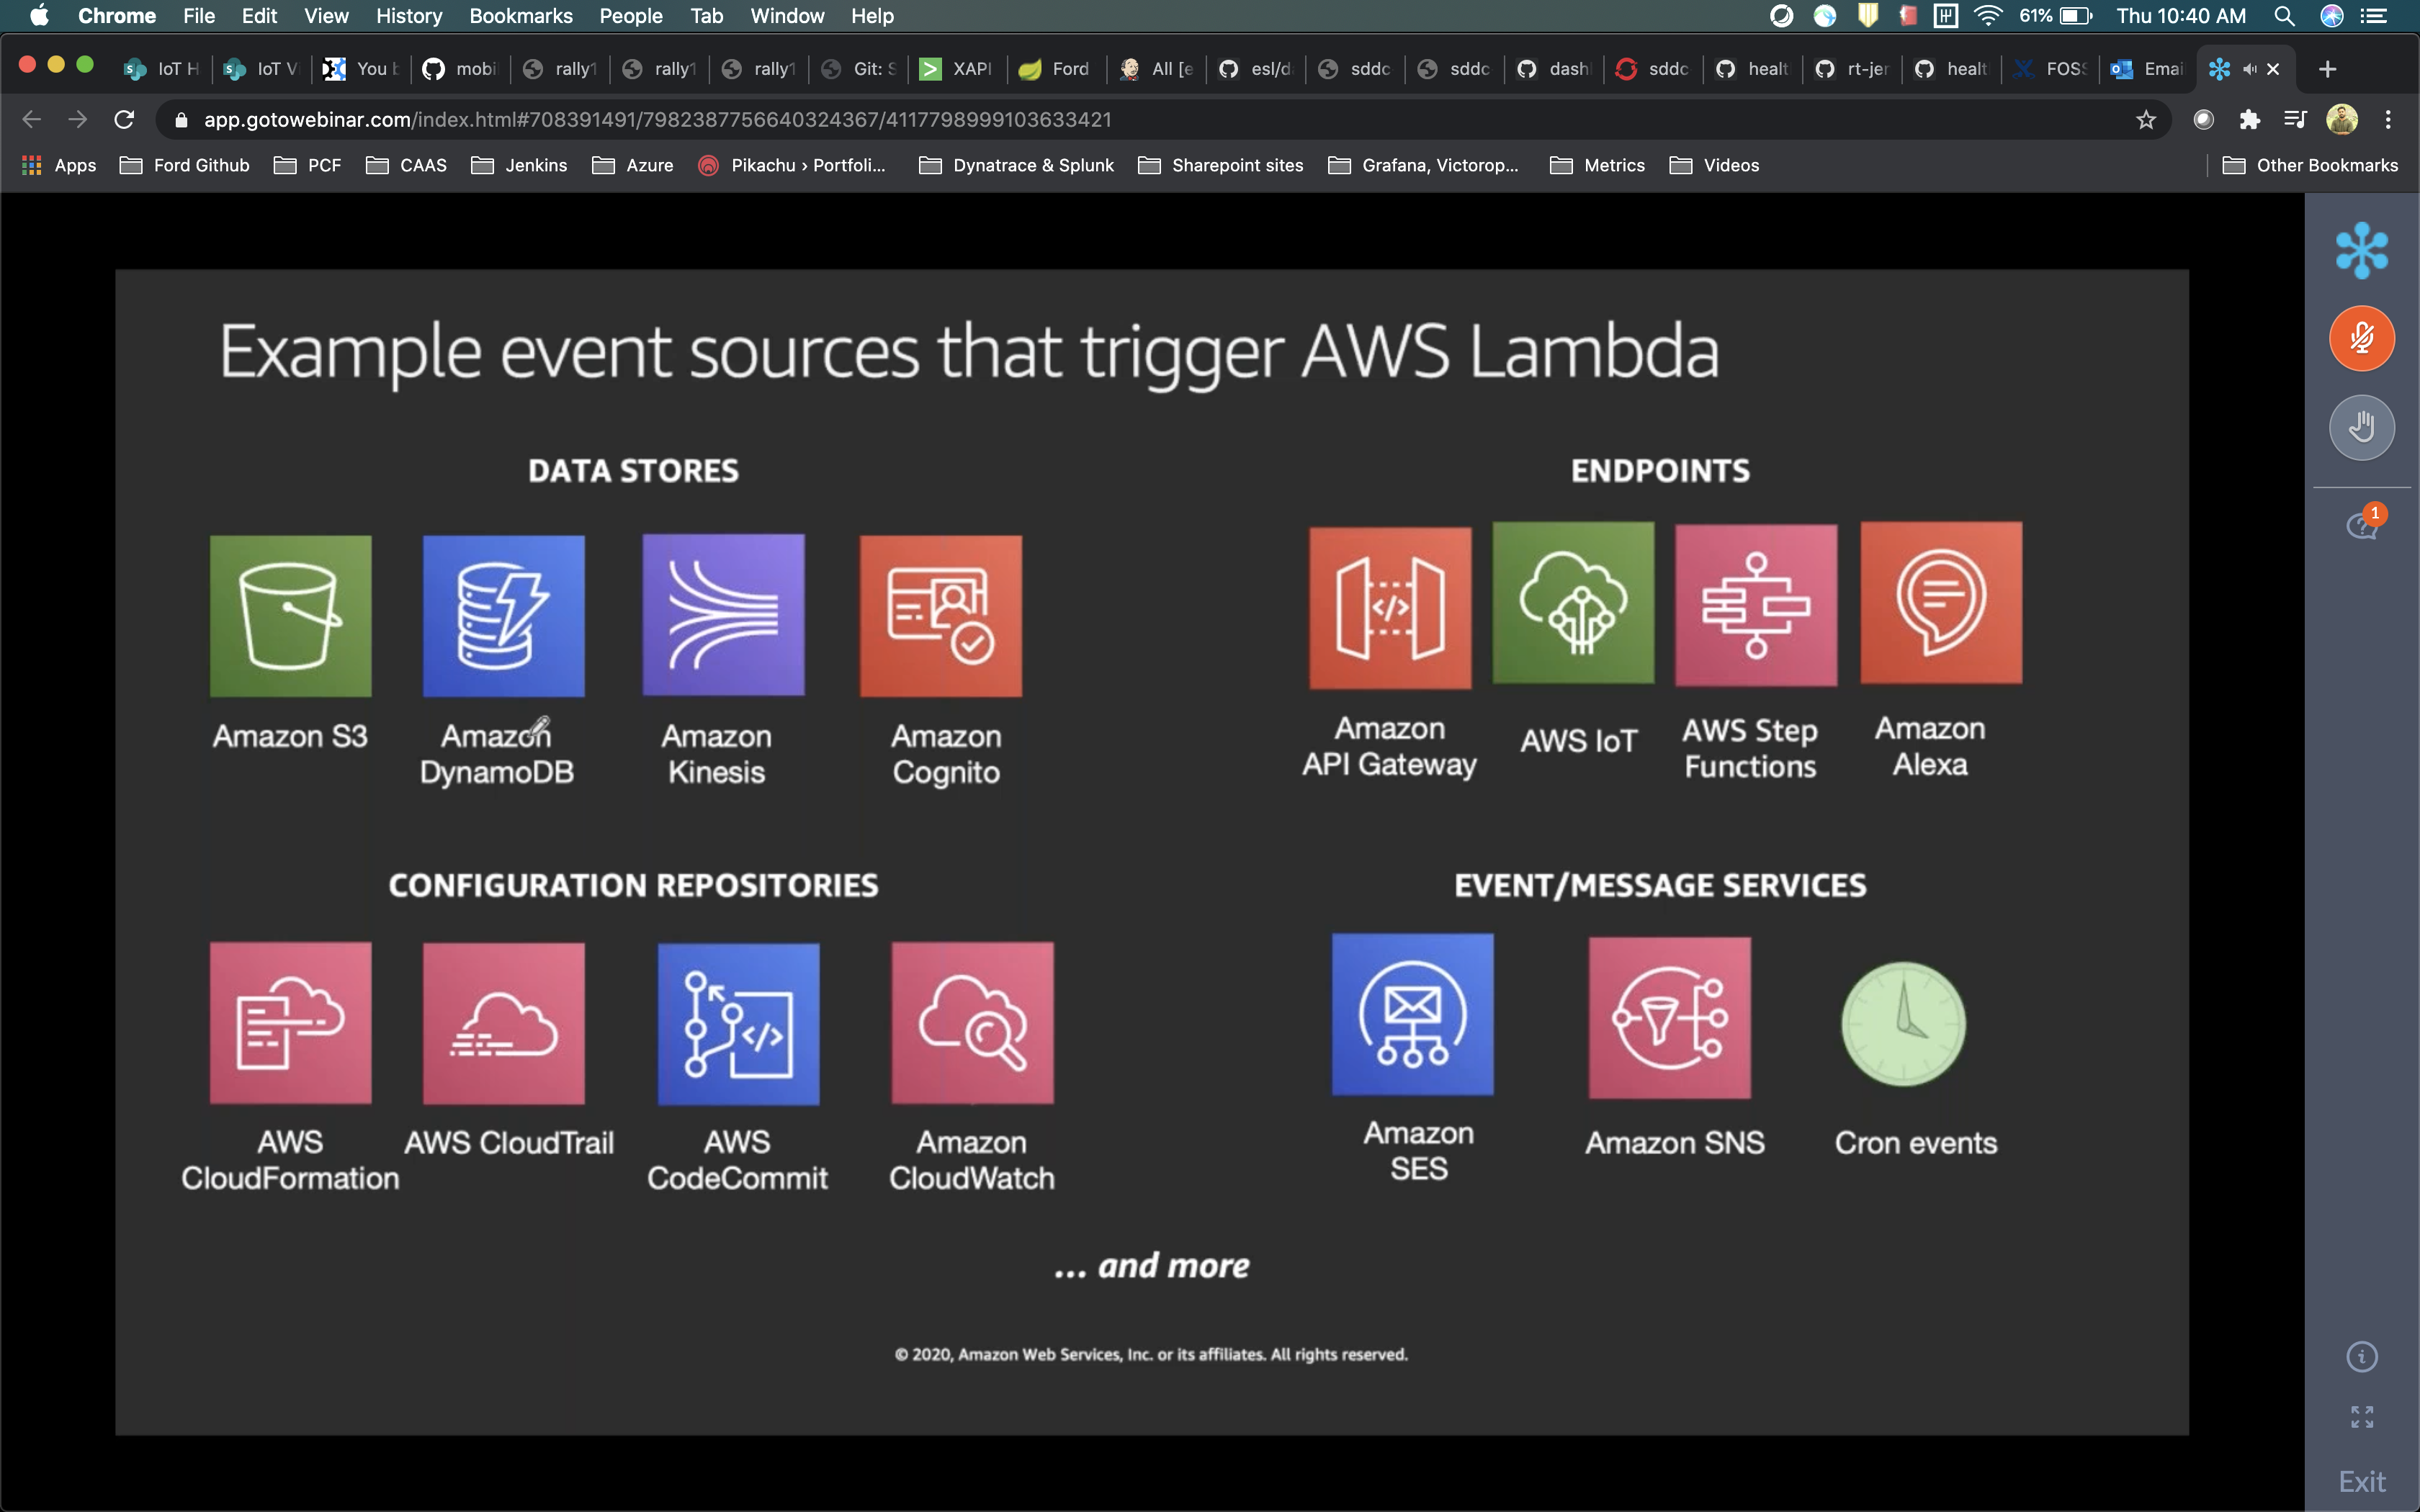 Chrome File Edit View History Bookmarks People Tab Window Help 61% Thu 10:40 AM
IoT H IoT V You b mobi rally1 rally1 rally1 Git: S XAPI Ford All [e esl/d sddc sddc dash sddc healt rt-jer healt FOSS Emai
app.gotowebinar.com/index.html#708391491/7982387756640324367/4117798999103633421
Apps Ford Github PCF CAAS Jenkins Azure Pikachu › Portfoli... Dynatrace & Splunk Sharepoint sites Grafana, Victorop... Metrics Videos Other Bookmarks
Example event sources that trigger AWS Lambda
DATA STORES
Amazon S3
Amazon
DynamoDB
Amazon
Kinesis
Amazon
Cognito
ENDPOINTS
Amazon
API Gateway
AWS IoT
AWS Step
Functions
Amazon
Alexa
CONFIGURATION REPOSITORIES
AWS
CloudFormation
AWS CloudTrail
AWS
CodeCommit
Amazon
CloudWatch
EVENT/MESSAGE SERVICES
Amazon
SES
Amazon SNS
Cron events
... and more
© 2020, Amazon Web Services, Inc. or its affiliates. All rights reserved.
1
Exit